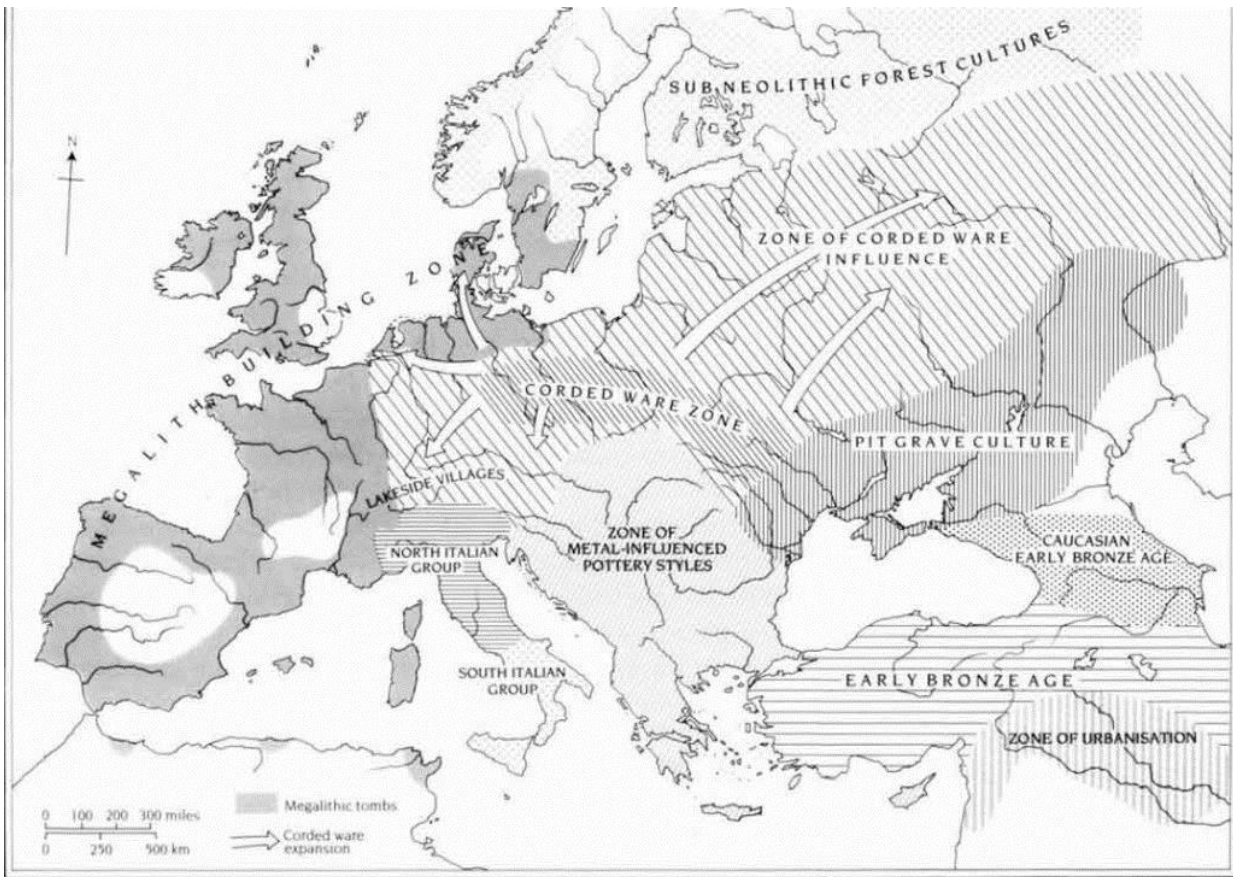 SUB NEOLITHIC FOREST CULTURES
N
ZONE OF CORDED WARE
INFLUENCE
MEGALITH BUILDING ZONE
CORDED WARE ZONE
PIT GRAVE CULTURE
LAKESIDE VILLAGES
ZONE OF
METAL-INFLUENCED
POTTERY STYLES
NORTH ITALIAN
GROUP
CAUCASIAN
EARLY BRONZE AGE
SOUTH ITALIAN
GROUP
EARLY BRONZE AGE
ZONE OF URBANISATION
0 100 200 300 miles
0 250 500 km
Megalithic tombs
Corded ware
expansion